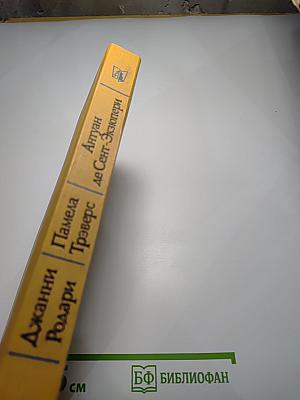 Джанни
Родари
Памела
Трэверс
Антуан
де Сент-Экзюпери
см
БФ БИБЛИОФАН